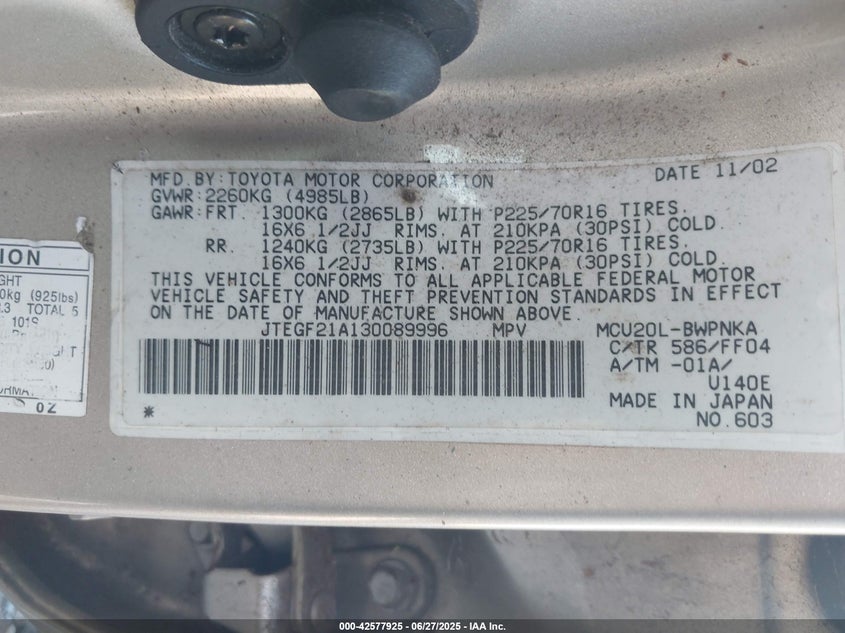 MFD.BY:TOYOTA MOTOR CORPORATION DATE 11/02
GVWR:2260KG (4985LB)
GAWR:FRT. 1300KG (2865LB) WITH P225/70R16 TIRES.
16X6 1/2JJ RIMS. AT 210KPA (30PSI) COLD.
RR. 1240KG (2735LB) WITH P225/70R16 TIRES.
16X6 1/2JJ RIMS. AT 210KPA (30PSI) COLD.
THIS VEHICLE CONFORMS TO ALL APPLICABLE FEDERAL MOTOR
VEHICLE SAFETY AND THEFT PREVENTION STANDARDS IN EFFECT
ON THE DATE OF MANUFACTURE SHOWN ABOVE.
JTEGF21A130089996 MPV MCU20L-BWPNKA
C/TR 586/FF04
A/TM -01A/
U140E
MADE IN JAPAN
NO.603
*
ION
GHT
0kg (925lbs)
TOTAL 5
101S
OZ
000-42577925 - 06/27/2025 - IAA Inc.